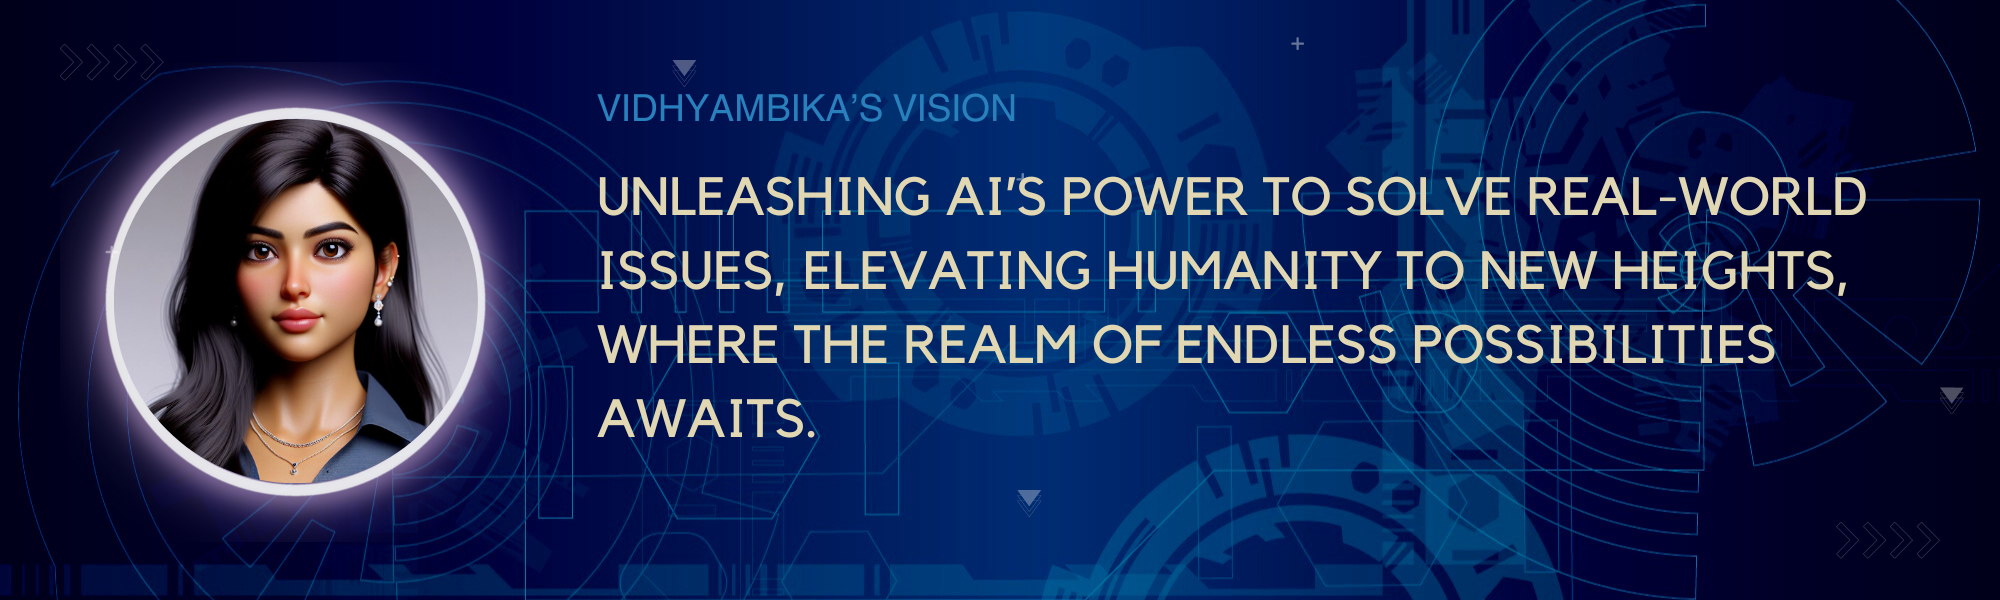 VIDHYAMBIKA’S VISION
UNLEASHING AI’S POWER TO SOLVE REAL-WORLD
ISSUES, ELEVATING HUMANITY TO NEW HEIGHTS,
WHERE THE REALM OF ENDLESS POSSIBILITIES
AWAITS.